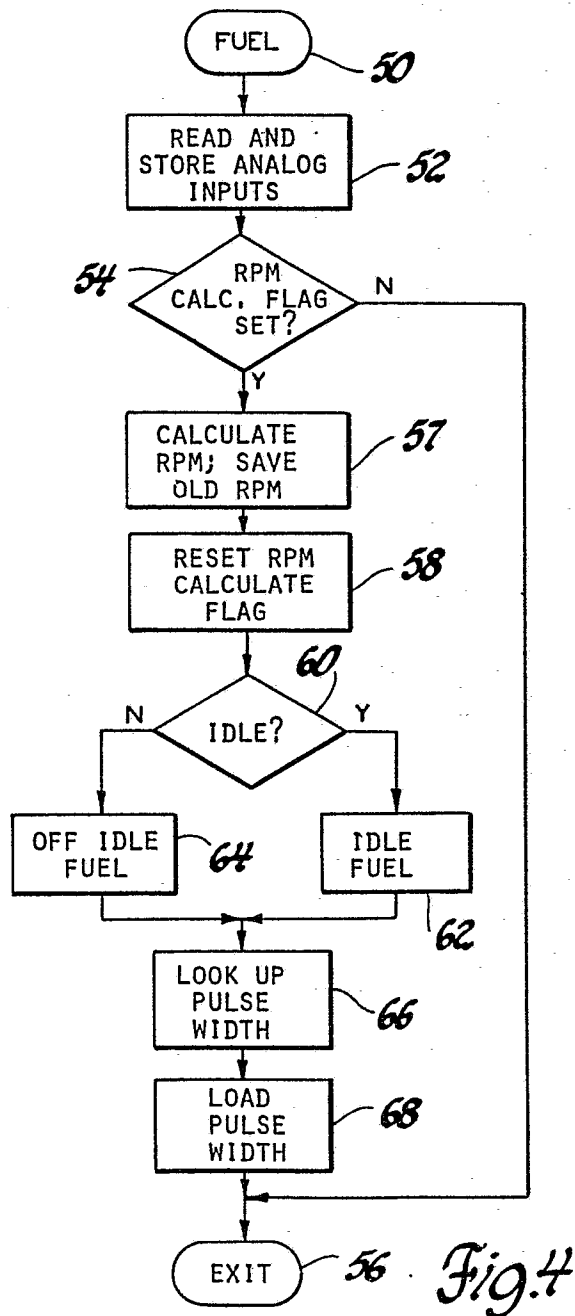 FUEL
50
READ AND
STORE ANALOG
INPUTS
52
54
RPM
CALC. FLAG
SET?
N
Y
CALCULATE
RPM; SAVE
OLD RPM
57
RESET RPM
CALCULATE
FLAG
58
60
N
IDLE?
Y
OFF IDLE
FUEL
64
IDLE
FUEL
62
LOOK UP
PULSE
WIDTH
66
LOAD
PULSE
WIDTH
68
EXIT
56
Fig. 4